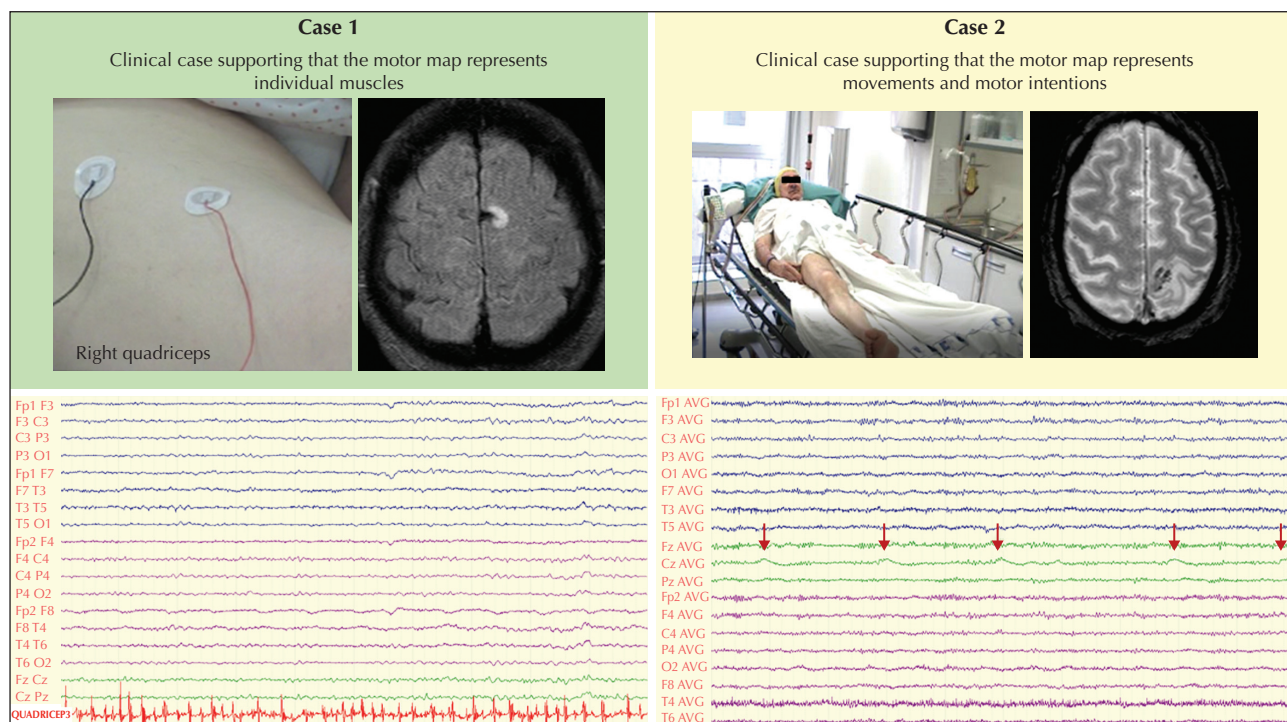 Case 1
Clinical case supporting that the motor map represents
individual muscles
Right quadriceps
Fp1 F3
F3 C3
C3 P3
P3 O1
Fp1 F7
F7 T3
T3 T5
T5 O1
Fp2 F4
F4 C4
C4 P4
P4 O2
Fp2 F8
F8 T4
T4 T6
T6 O2
Fz Cz
Cz Pz
QUADRICEP3
Case 2
Clinical case supporting that the motor map represents
movements and motor intentions
Fp1 AVG
F3 AVG
C3 AVG
P3 AVG
O1 AVG
F7 AVG
T3 AVG
T5 AVG
Fz AVG
Cz AVG
Pz AVG
Fp2 AVG
F4 AVG
C4 AVG
P4 AVG
O2 AVG
F8 AVG
T4 AVG
T6 AVG